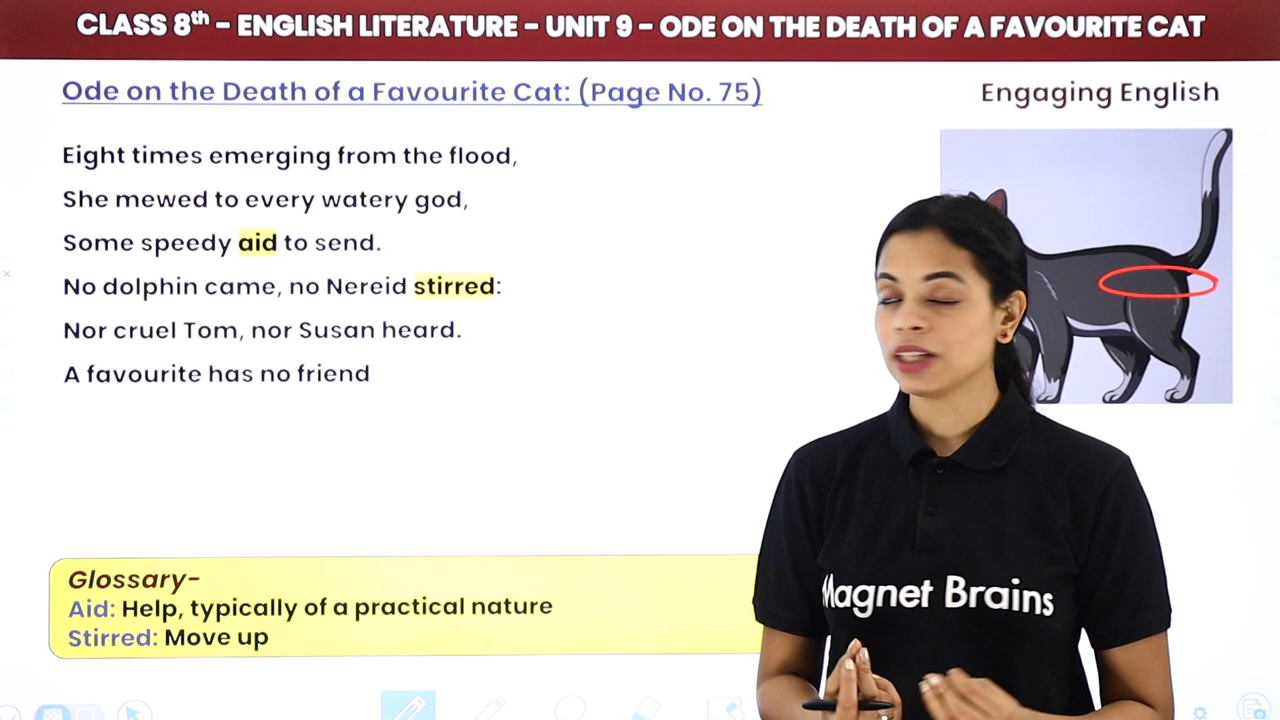 CLASS 8th – ENGLISH LITERATURE – UNIT 9 – ODE ON THE DEATH OF A FAVOURITE CAT
Ode on the Death of a Favourite Cat: (Page No. 75)
Engaging English
Eight times emerging from the flood,
She mewed to every watery god,
Some speedy aid to send.
No dolphin came, no Nereid stirred:
Nor cruel Tom, nor Susan heard.
A favourite has no friend
Glossary-
Aid: Help, typically of a practical nature
Stirred: Move up
Magnet Brains